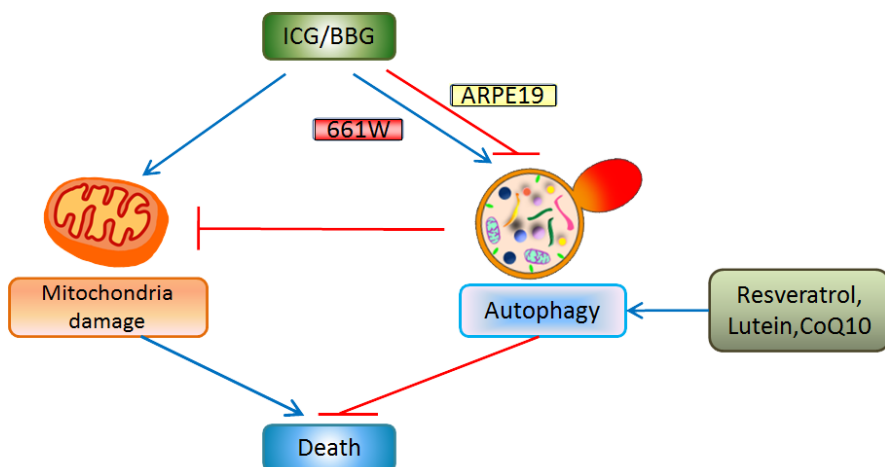 ICG/BBG
ARPE19
661W
Mitochondria
damage
Autophagy
Resveratrol,
Lutein,CoQ10
Death